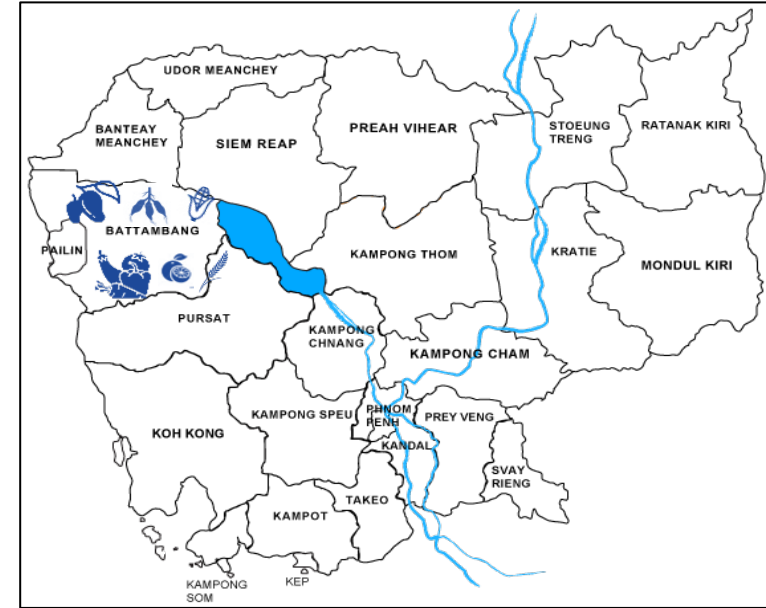 UDOR MEANCHEY
BANTEAY
MEANCHEY
SIEM REAP
PREAH VIHEAR
STOEUNG
TRENG
RATANAK KIRI
BATTAMBANG
PAILIN
KAMPONG THOM
KRATIE
MONDUL KIRI
PURSAT
KAMPONG
CHNANG
KAMPONG CHAM
KOH KONG
KAMPONG SPEU
PHNOM
PENH
PREY VENG
KANDAL
SVAY
RIENG
TAKEO
KAMPOT
KAMPONG
SOM
KEP